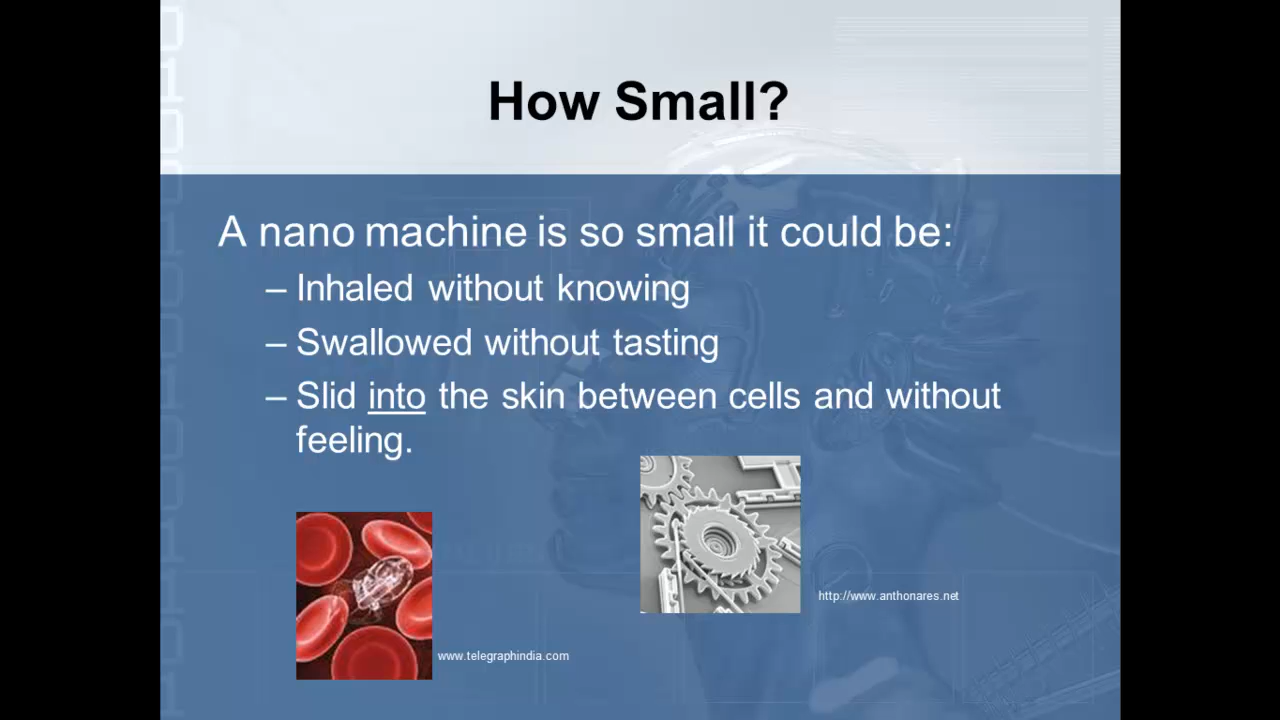 How Small?
A nano machine is so small it could be:
– Inhaled without knowing
– Swallowed without tasting
– Slid into the skin between cells and without
feeling.
http://www.anthonares.net
www.telegraphindia.com